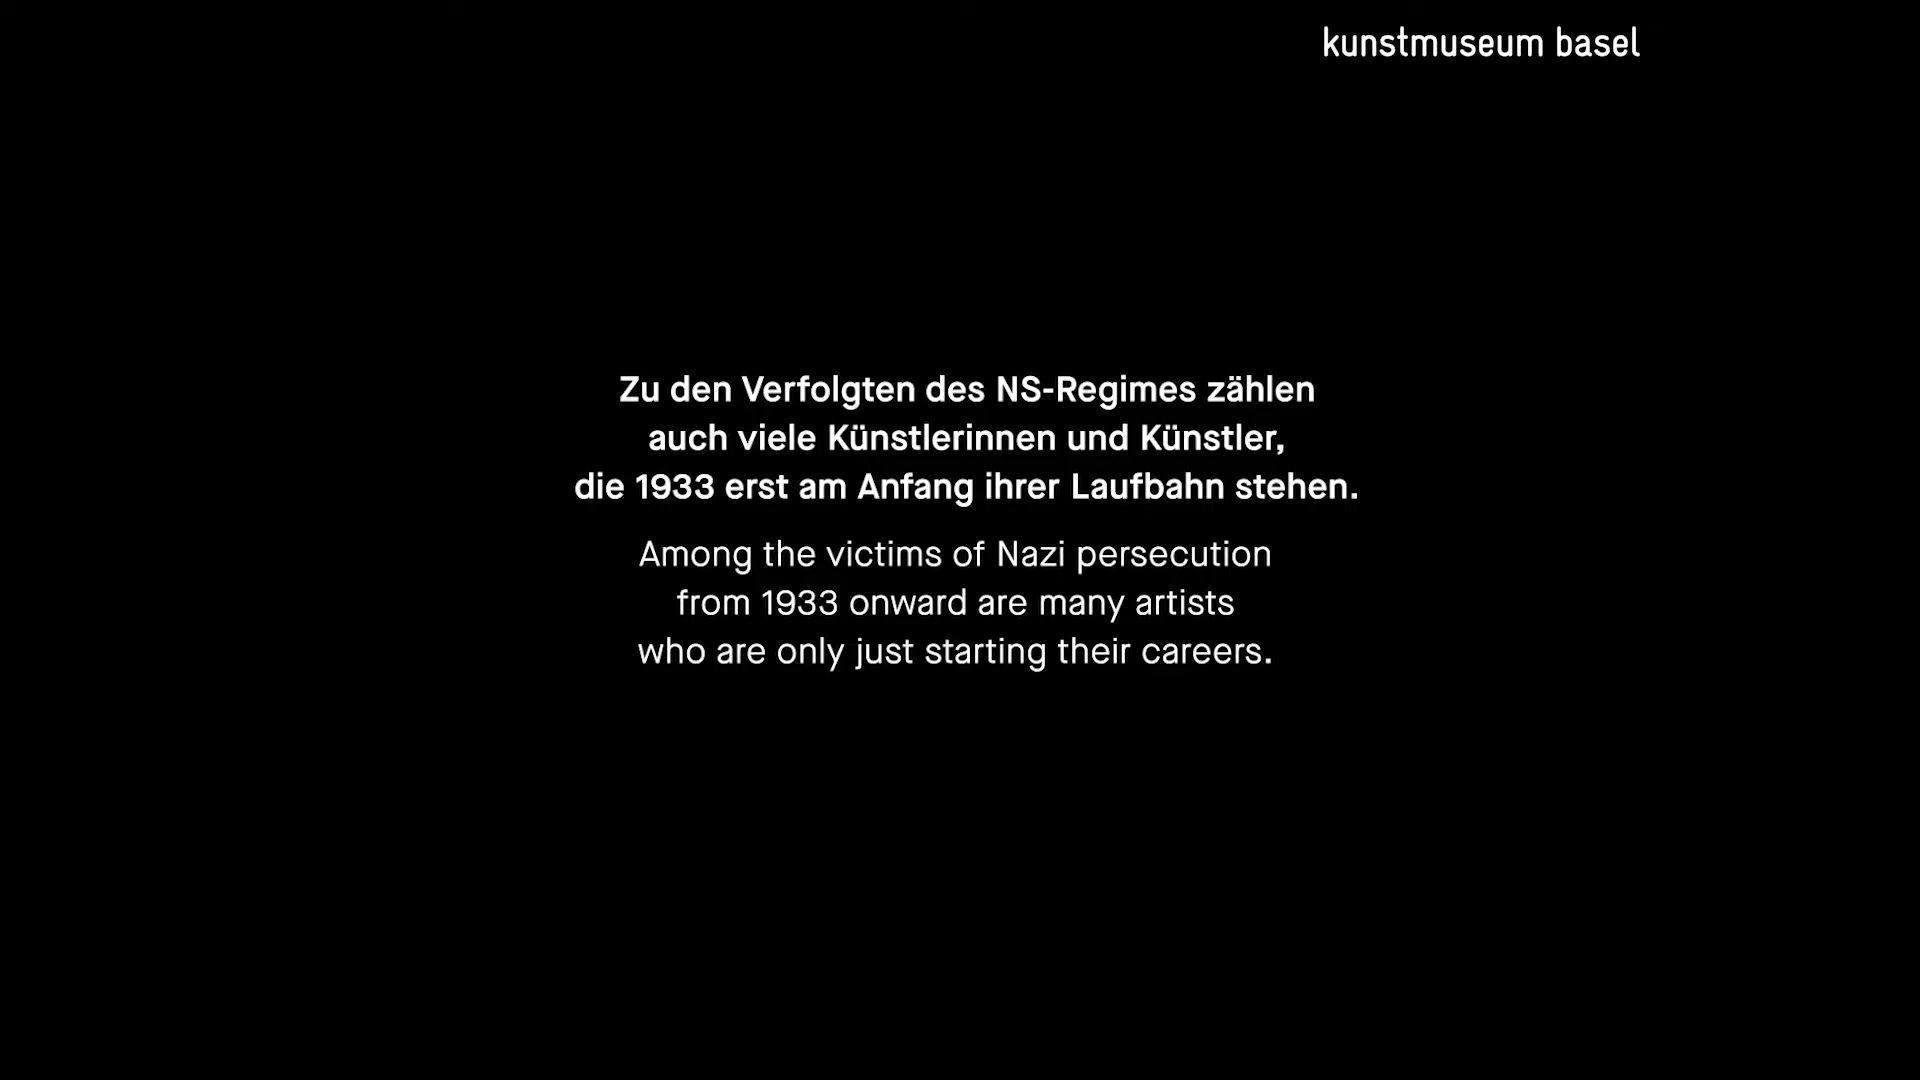 kunstmuseum basel
Zu den Verfolgten des NS-Regimes zählen
auch viele Künstlerinnen und Künstler,
die 1933 erst am Anfang ihrer Laufbahn stehen.
Among the victims of Nazi persecution
from 1933 onward are many artists
who are only just starting their careers.